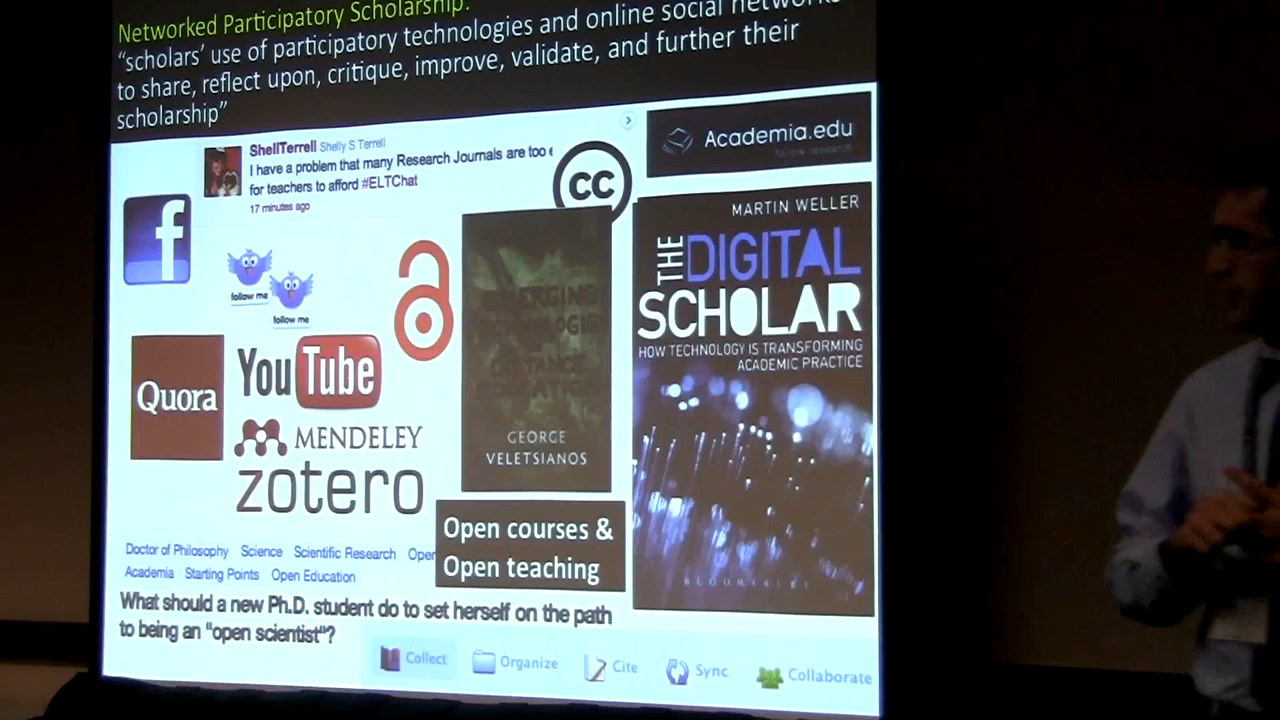 Networked Participatory Scholarship:
“scholars’ use of participatory technologies and online social networks
to share, reflect upon, critique, improve, validate, and further their
scholarship”
ShellTerrell Shelly S Terrell
I have a problem that many Research Journals are too
for teachers to afford #ELTChat
17 minutes ago
cc
Academia.edu
follow research
f
follow me
follow me
MARTIN WELLER
THE DIGITAL
SCHOLAR
HOW TECHNOLOGY IS TRANSFORMING
ACADEMIC PRACTICE
BLOOMSBURY
EMERGING
DISTANCE
EDUCATION
GEORGE
VELETSIANOS
Quora
YouTube
MENDELEY
zotero
Open courses &
Open teaching
Doctor of Philosophy Science Scientific Research Open
Academia Starting Points Open Education
What should a new Ph.D. student do to set herself on the path
to being an "open scientist"?
Collect Organize Cite Sync Collaborate